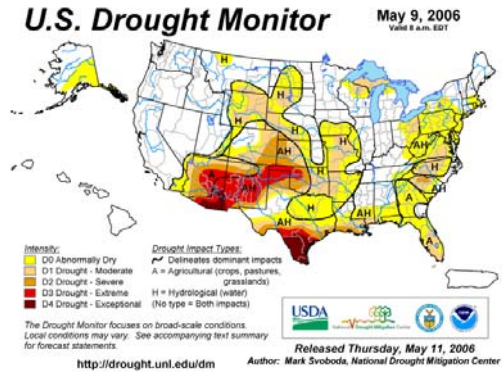 U.S. Drought Monitor
May 9, 2006
Valid 8 a.m. EDT
H
H
H
H
AH
H
AH
H
A
AH
H
A
AH
AH
A
Intensity:
D0 Abnormally Dry
D1 Drought - Moderate
D2 Drought - Severe
D3 Drought - Extreme
D4 Drought - Exceptional
Drought Impact Types:
Delineates dominant impacts
A = Agricultural (crops, pastures,
grasslands)
H = Hydrological (water)
(No type = Both impacts)
The Drought Monitor focuses on broad-scale conditions.
Local conditions may vary. See accompanying text summary
for forecast statements.
http://drought.unl.edu/dm
USDA
National Drought Mitigation Center
Released Thursday, May 11, 2006
Author: Mark Svoboda, National Drought Mitigation Center